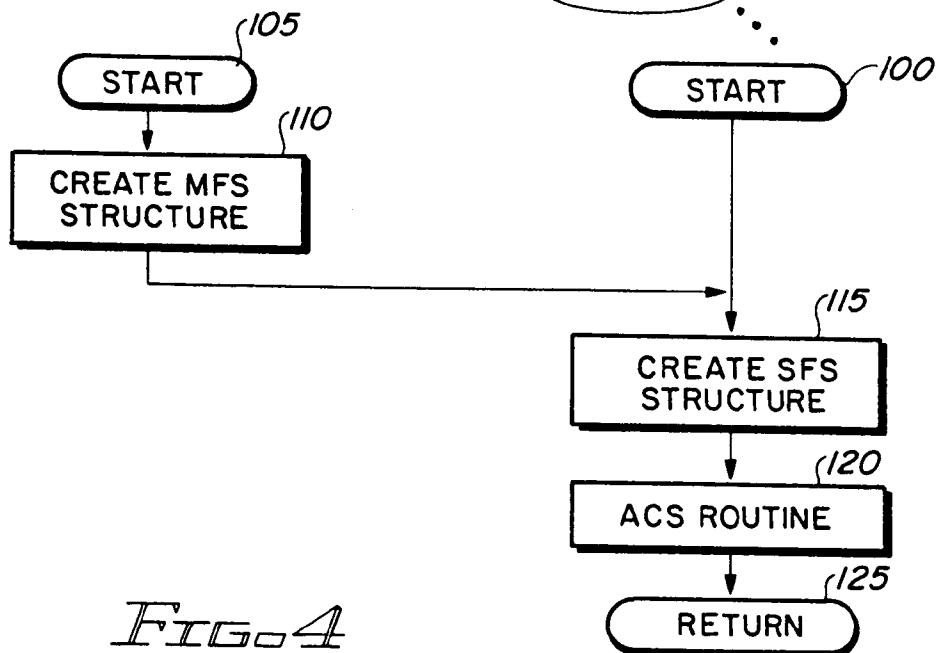 105
START
100
START
110
CREATE MFS
STRUCTURE
115
CREATE SFS
STRUCTURE
120
ACS ROUTINE
125
RETURN
FIG. 4